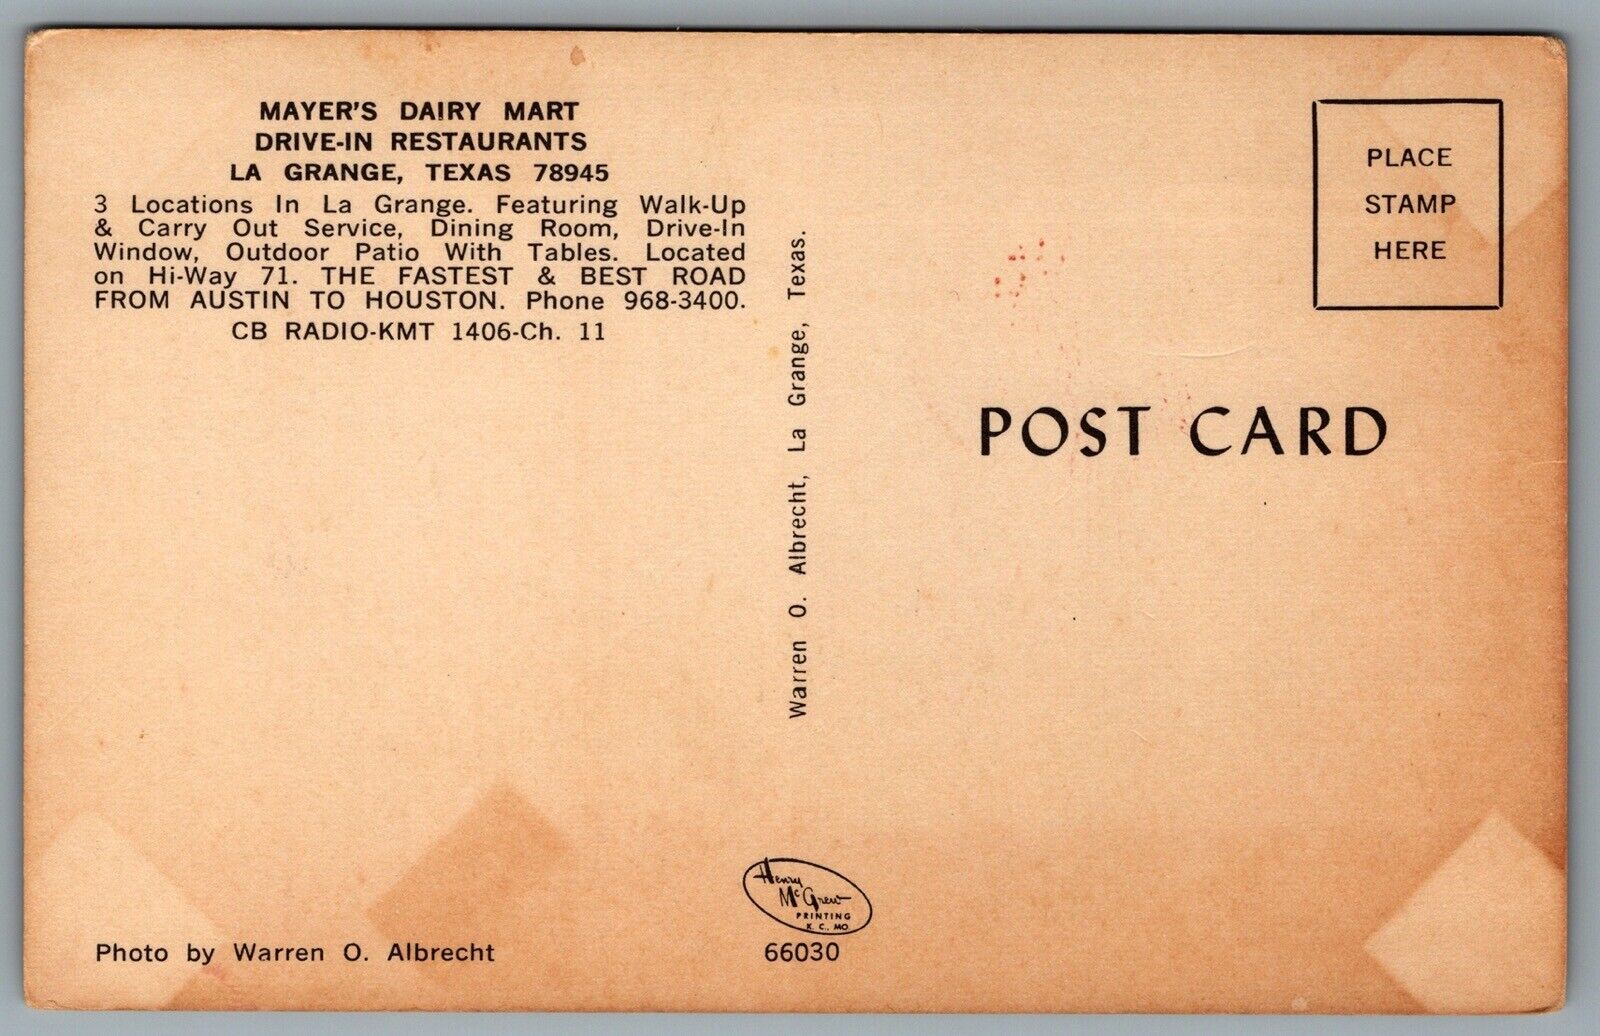 MAYER'S DAIRY MART
DRIVE-IN RESTAURANTS
LA GRANGE, TEXAS 78945
3 Locations In La Grange. Featuring Walk-Up
& Carry Out Service, Dining Room, Drive-In
Window, Outdoor Patio With Tables. Located
on Hi-Way 71. THE FASTEST & BEST ROAD
FROM AUSTIN TO HOUSTON. Phone 968-3400.
CB RADIO-KMT 1406-Ch. 11
Photo by Warren O. Albrecht
Warren O. Albrecht, La Grange, Texas.
Henry
McGrew
PRINTING
K. C., MO.
66030
PLACE
STAMP
HERE
POST CARD